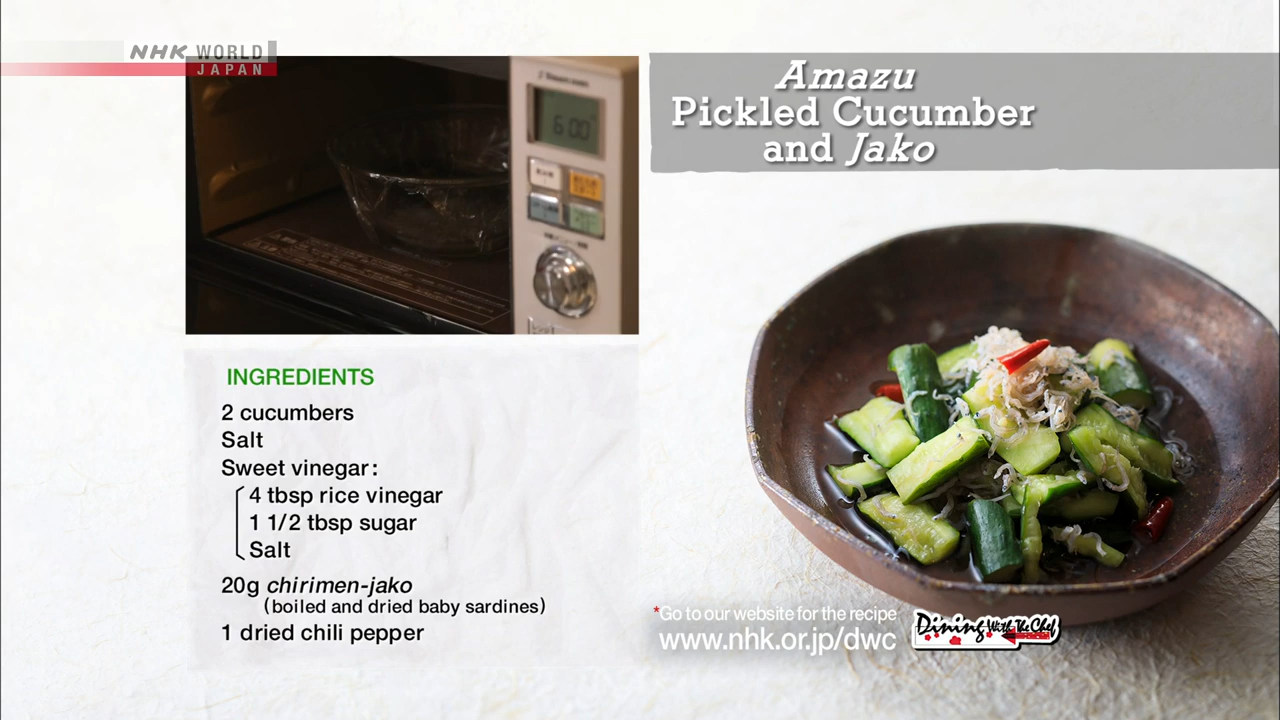 NHK WORLD
JAPAN
6:00
Amazu
Pickled Cucumber
and Jako
INGREDIENTS
2 cucumbers
Salt
Sweet vinegar:
4 tbsp rice vinegar
1 1/2 tbsp sugar
Salt
20g chirimen-jako
(boiled and dried baby sardines)
1 dried chili pepper
*Go to our website for the recipe
www.nhk.or.jp/dwc
Dining With The Chef